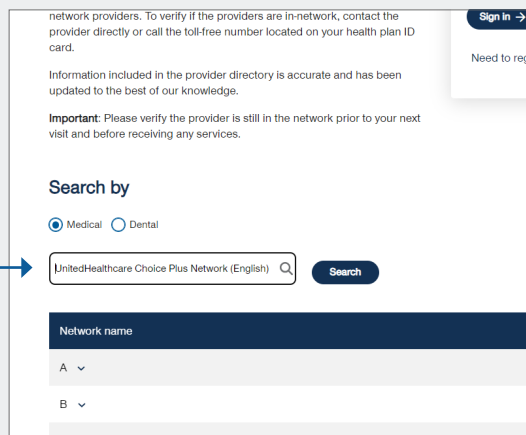 network providers. To verify if the providers are in-network, contact the
provider directly or call the toll-free number located on your health plan ID
card.
Information included in the provider directory is accurate and has been
updated to the best of our knowledge.
Important: Please verify the provider is still in the network prior to your next
visit and before receiving any services.
Sign in →
Need to reg
Search by
Medical
Dental
UnitedHealthcare Choice Plus Network (English)
Search
Network name
A
B